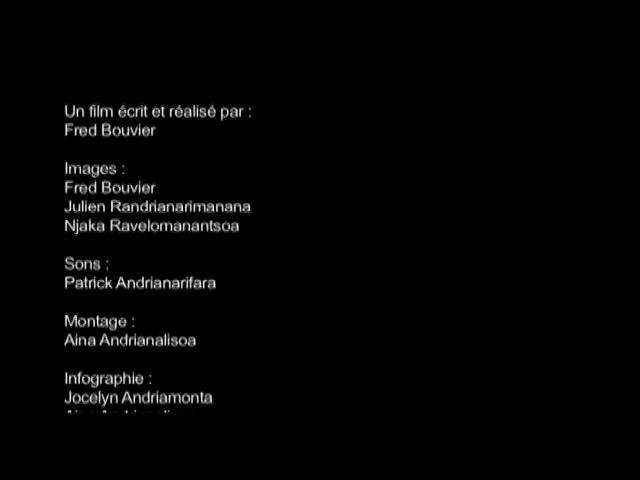 Un film écrit et réalisé par :
Fred Bouvier
Images :
Fred Bouvier
Julien Randrianarimanana
Njaka Ravelomanantsoa
Sons :
Patrick Andrianarifara
Montage :
Aina Andrianalisoa
Infographie :
Jocelyn Andriamonta